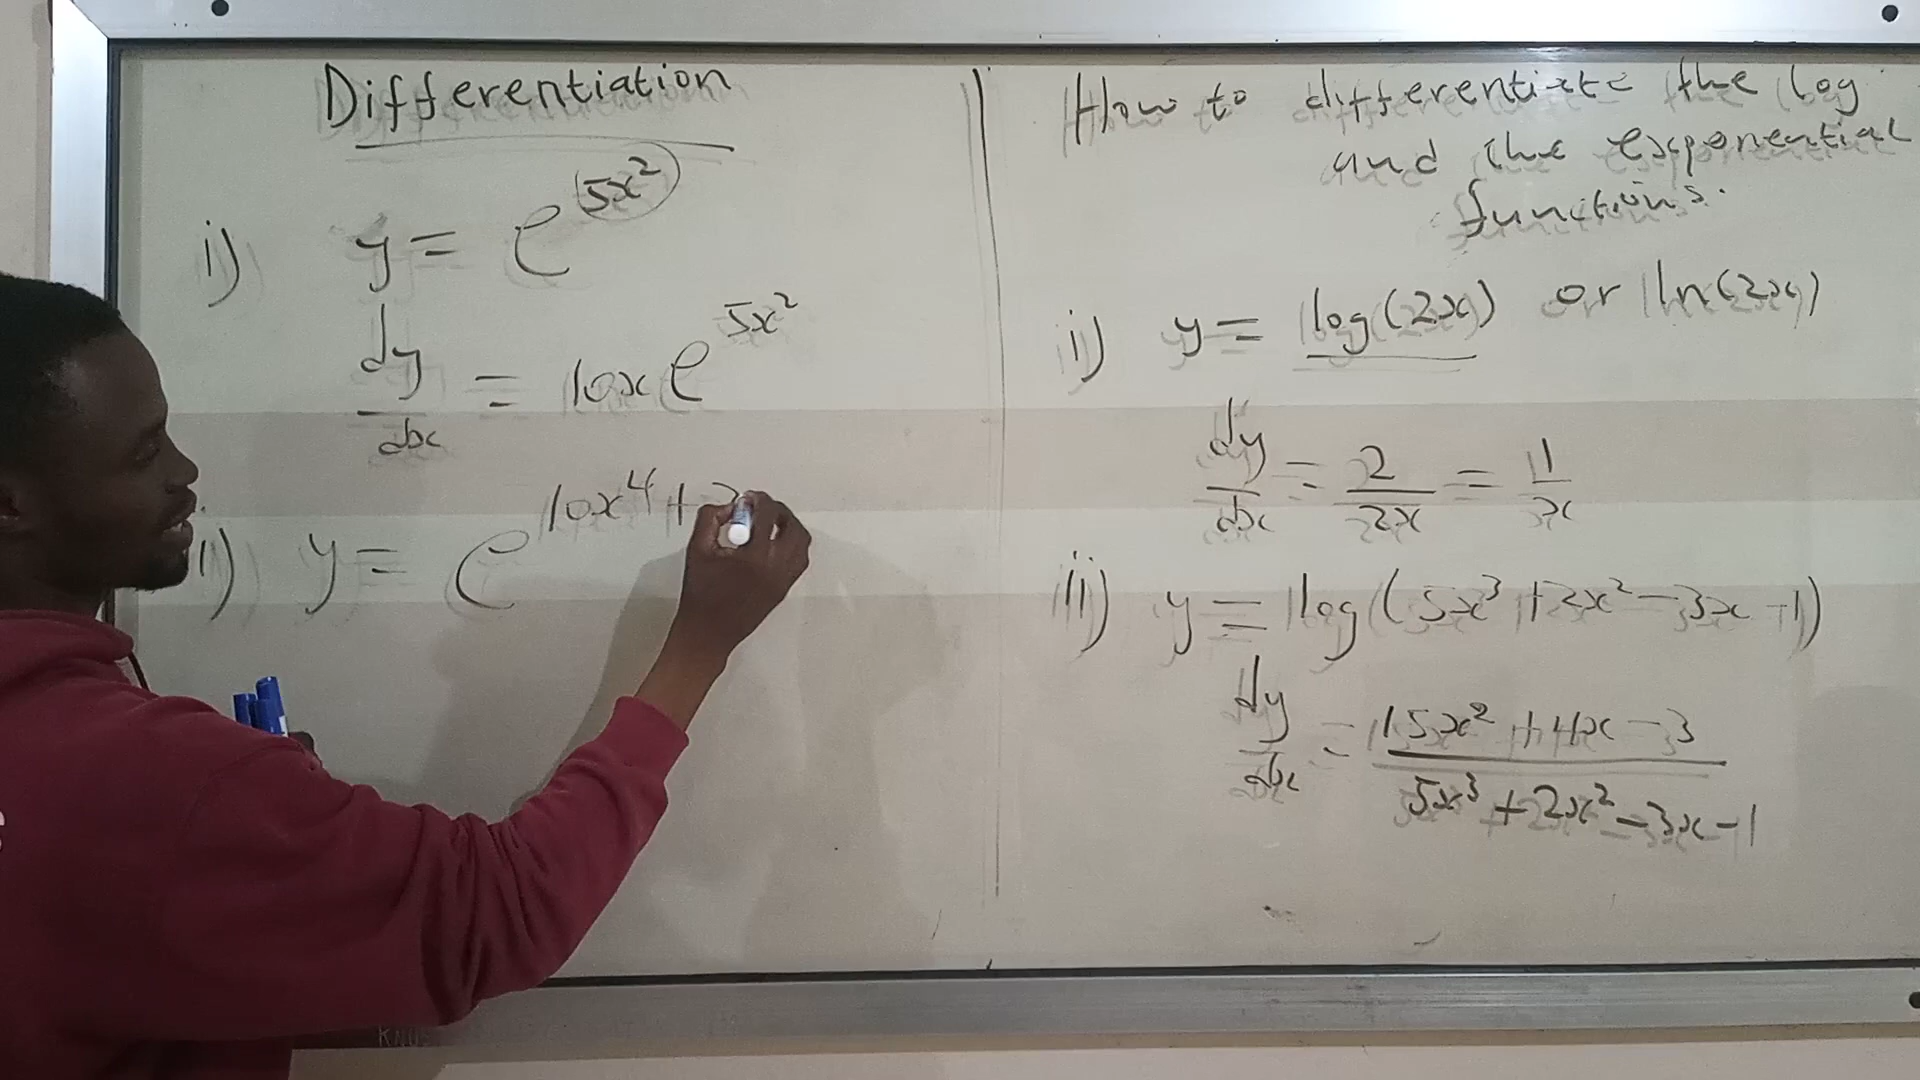 Differentiation
i) y = e^(5x²)
dy/dx = 10x e^(5x²)
ii) y = e^(10x⁴ +
How to differentiate the log
and the exponential
functions.
i) y = log(2x) or ln(2x)
dy/dx = 2/2x = 1/x
ii) y = log(5x³ + 2x² - 3x - 1)
dy/dx = (15x² + 4x - 3)/(5x³ + 2x² - 3x - 1)